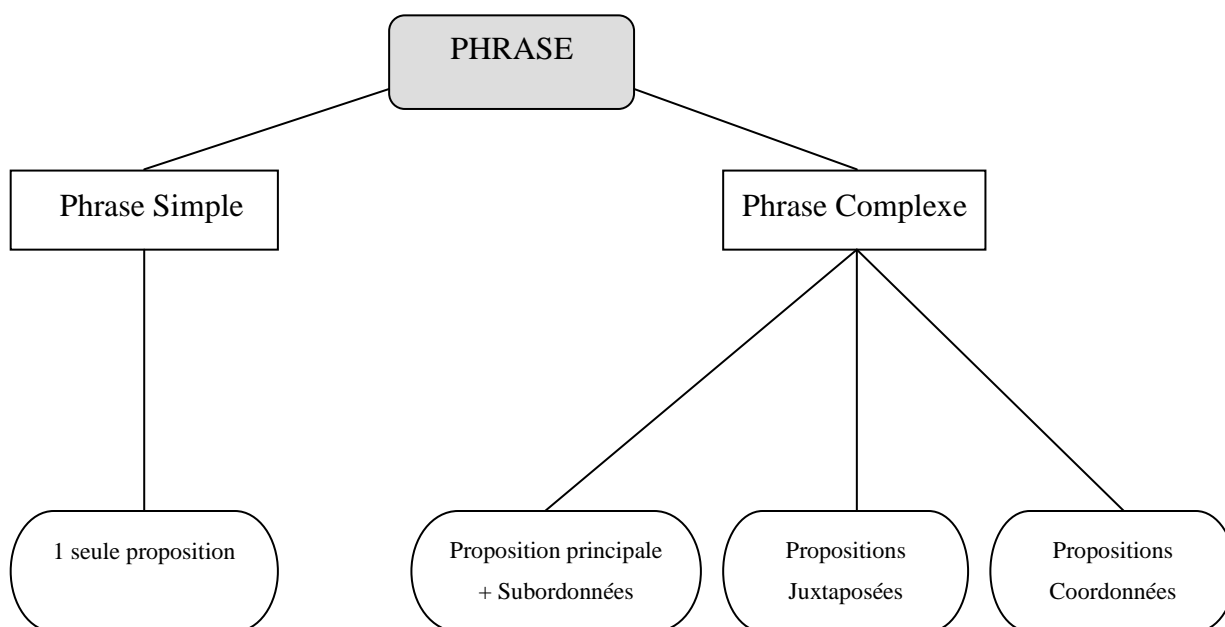 PHRASE
Phrase Simple
Phrase Complexe
1 seule proposition
Proposition principale
+ Subordonnées
Propositions
Juxtaposées
Propositions
Coordonnées